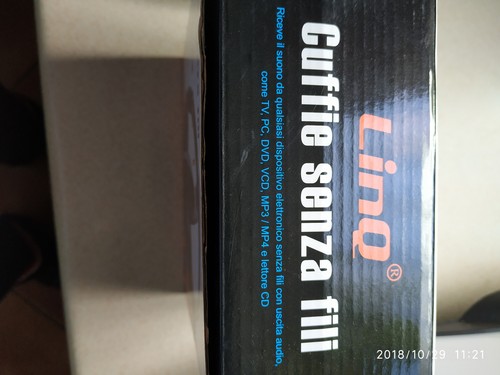 LinQ®
Cuffie senza fili
Riceve il suono da qualsiasi dispositivo elettronico senza fili con uscita audio,
come TV, PC, DVD, VCD, MP3 / MP4 e lettore CD
2018/10/29 11:21